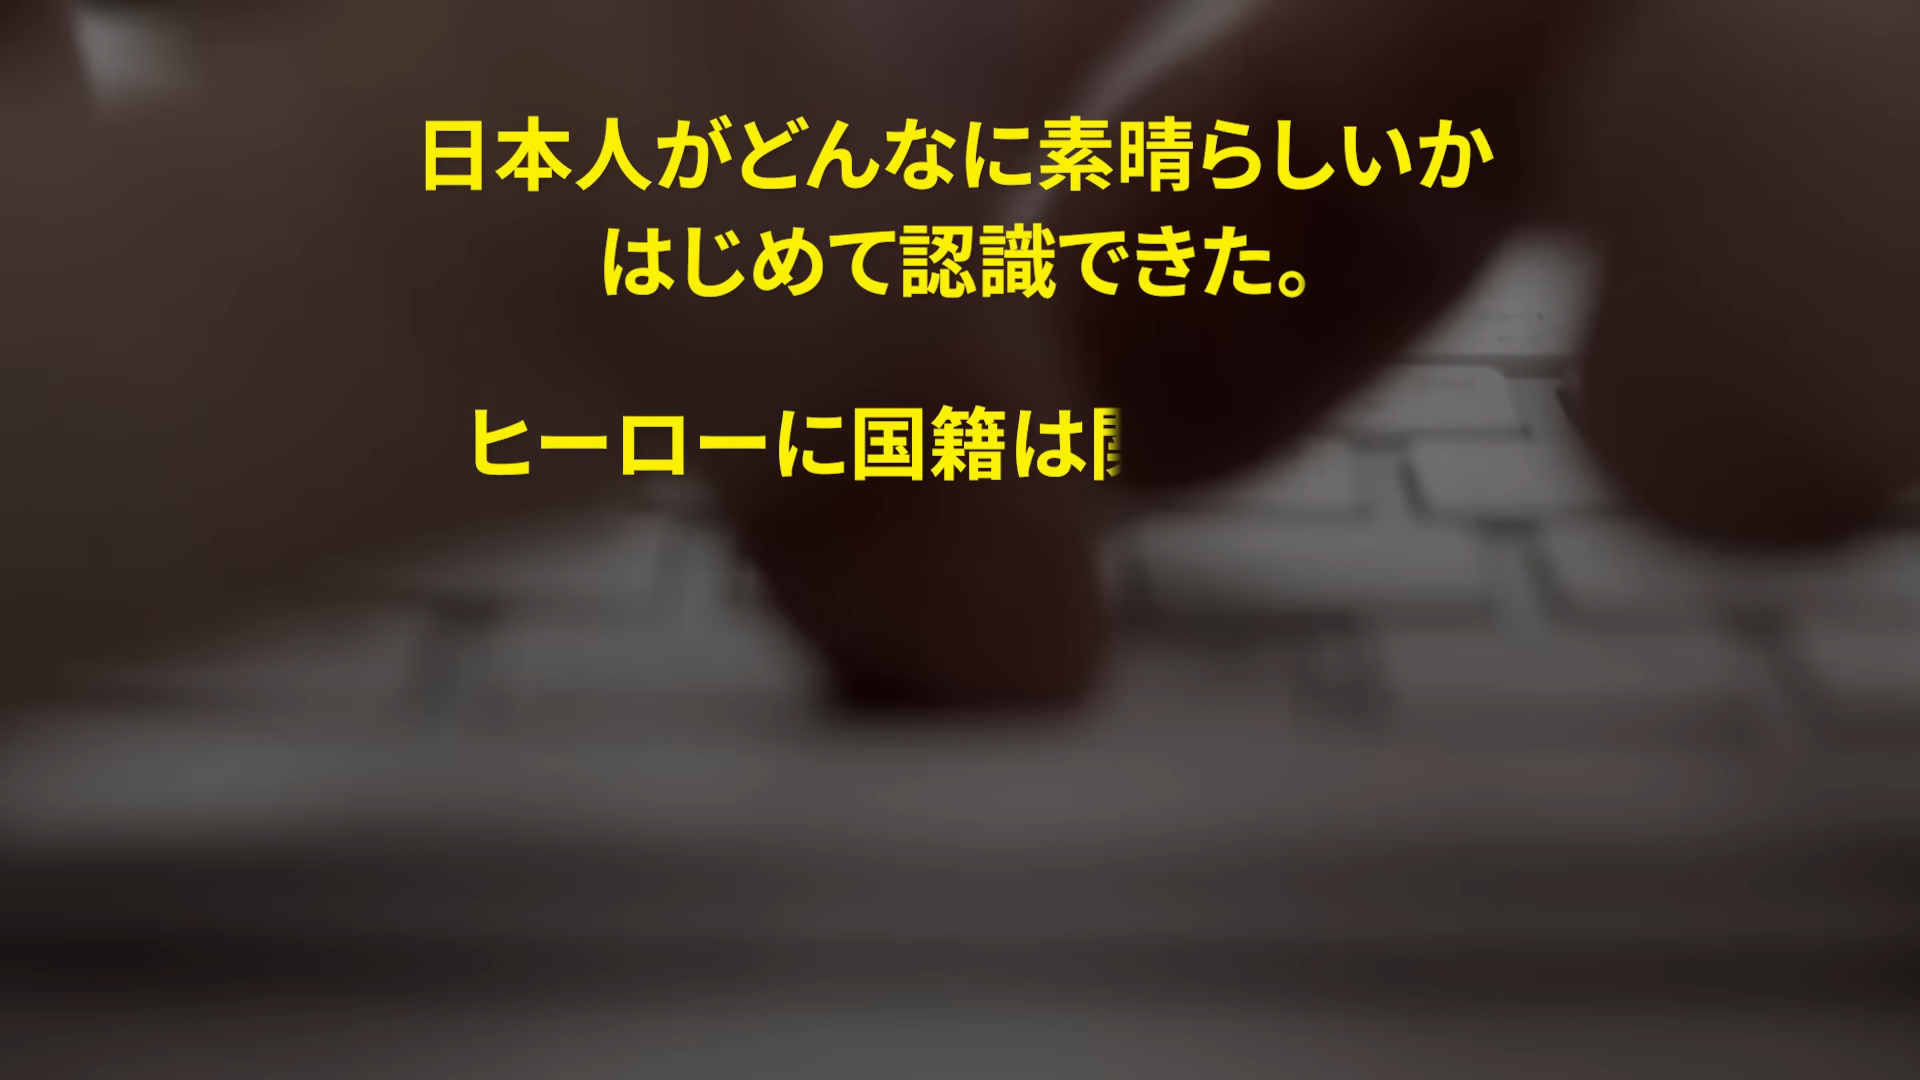 日本人がどんなに素晴らしいか
はじめて認識できた。
ヒーローに国籍は